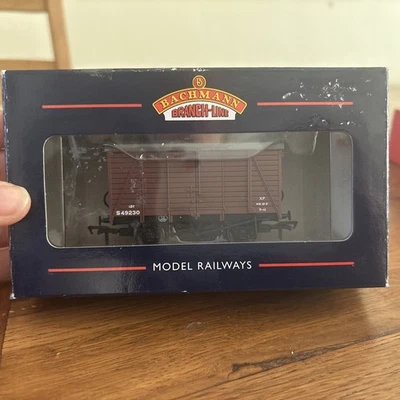 BACHMANN
BRANCH-LINE
S49230
MODEL RAILWAYS